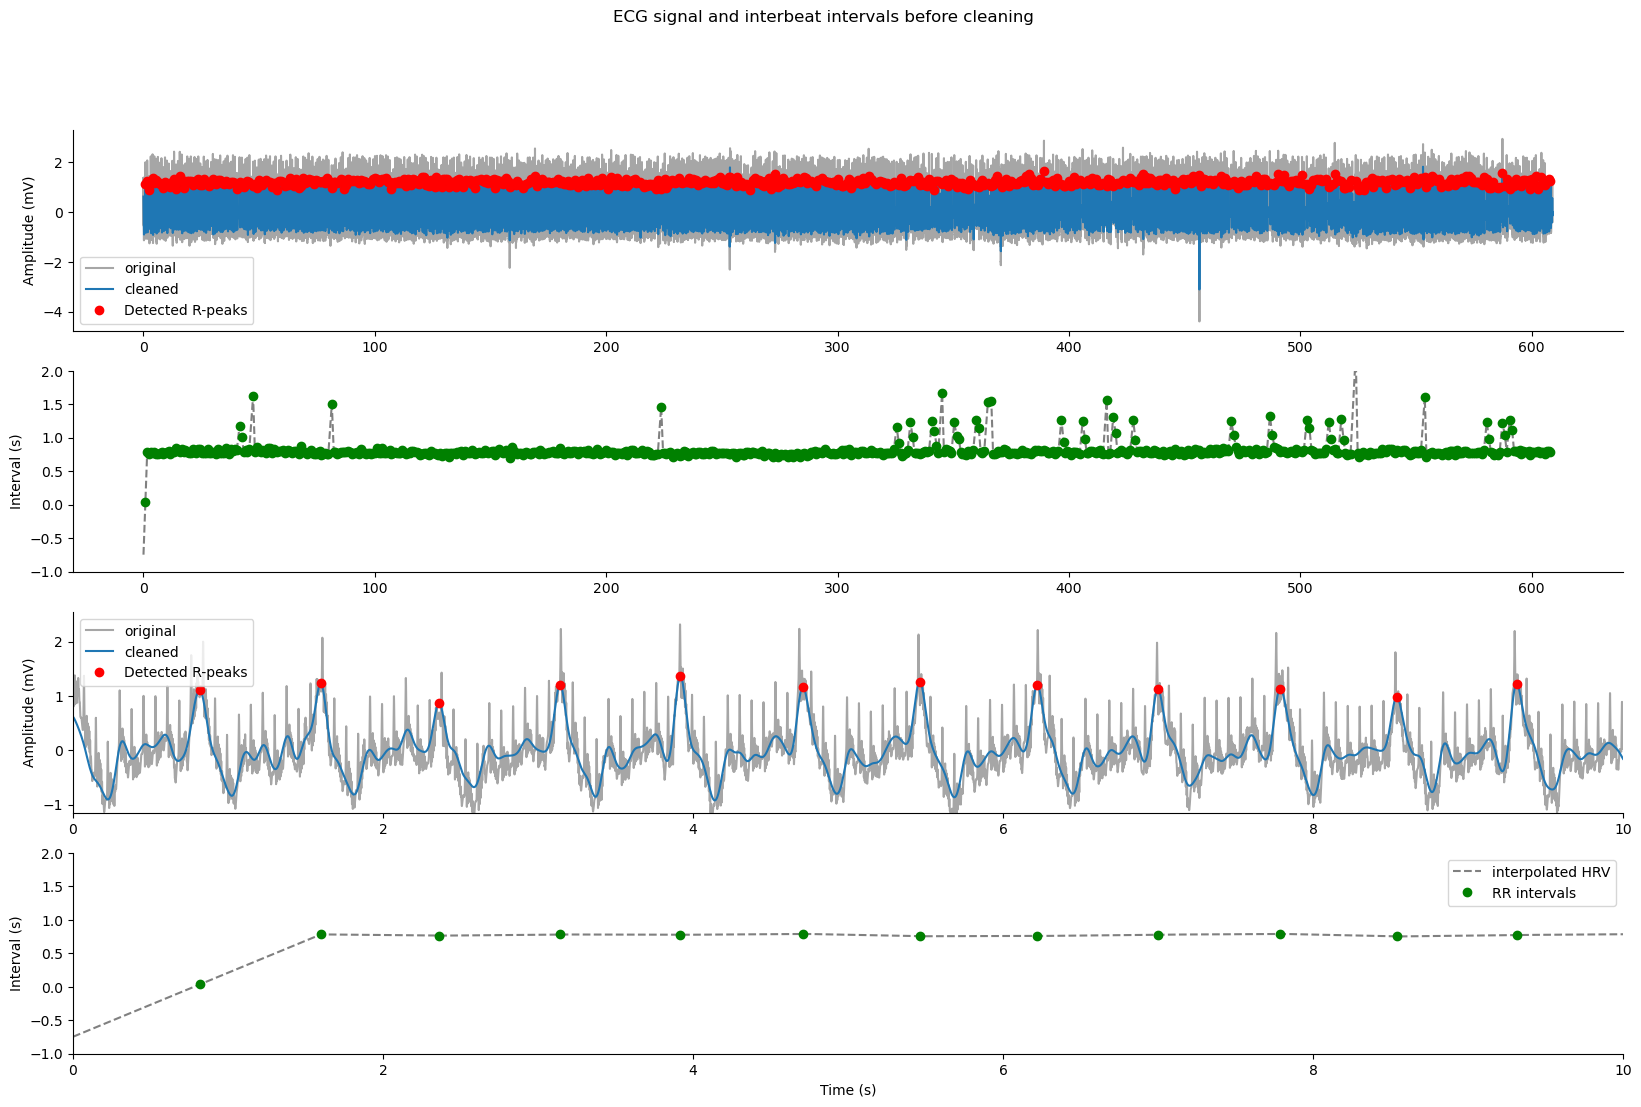 ECG signal and interbeat intervals before cleaning
Amplitude (mV)
2
0
−2
−4
original
cleaned
Detected R-peaks
0 100 200 300 400 500 600
Interval (s)
2.0
1.5
1.0
0.5
0.0
−0.5
−1.0
0 100 200 300 400 500 600
Amplitude (mV)
2
1
0
−1
original
cleaned
Detected R-peaks
0 2 4 6 8 10
Interval (s)
2.0
1.5
1.0
0.5
0.0
−0.5
−1.0
interpolated HRV
RR intervals
0 2 4 6 8 10
Time (s)